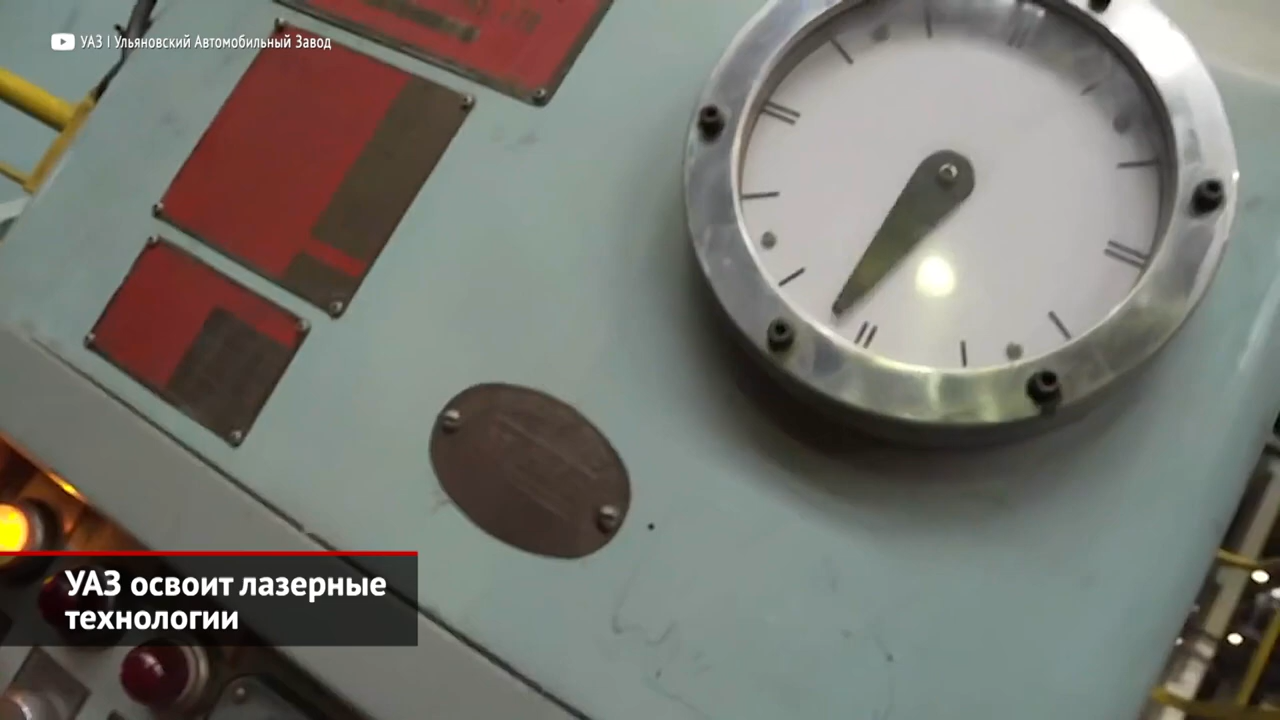 УАЗ | Ульяновский Автомобильный Завод
УАЗ освоит лазерные
технологии